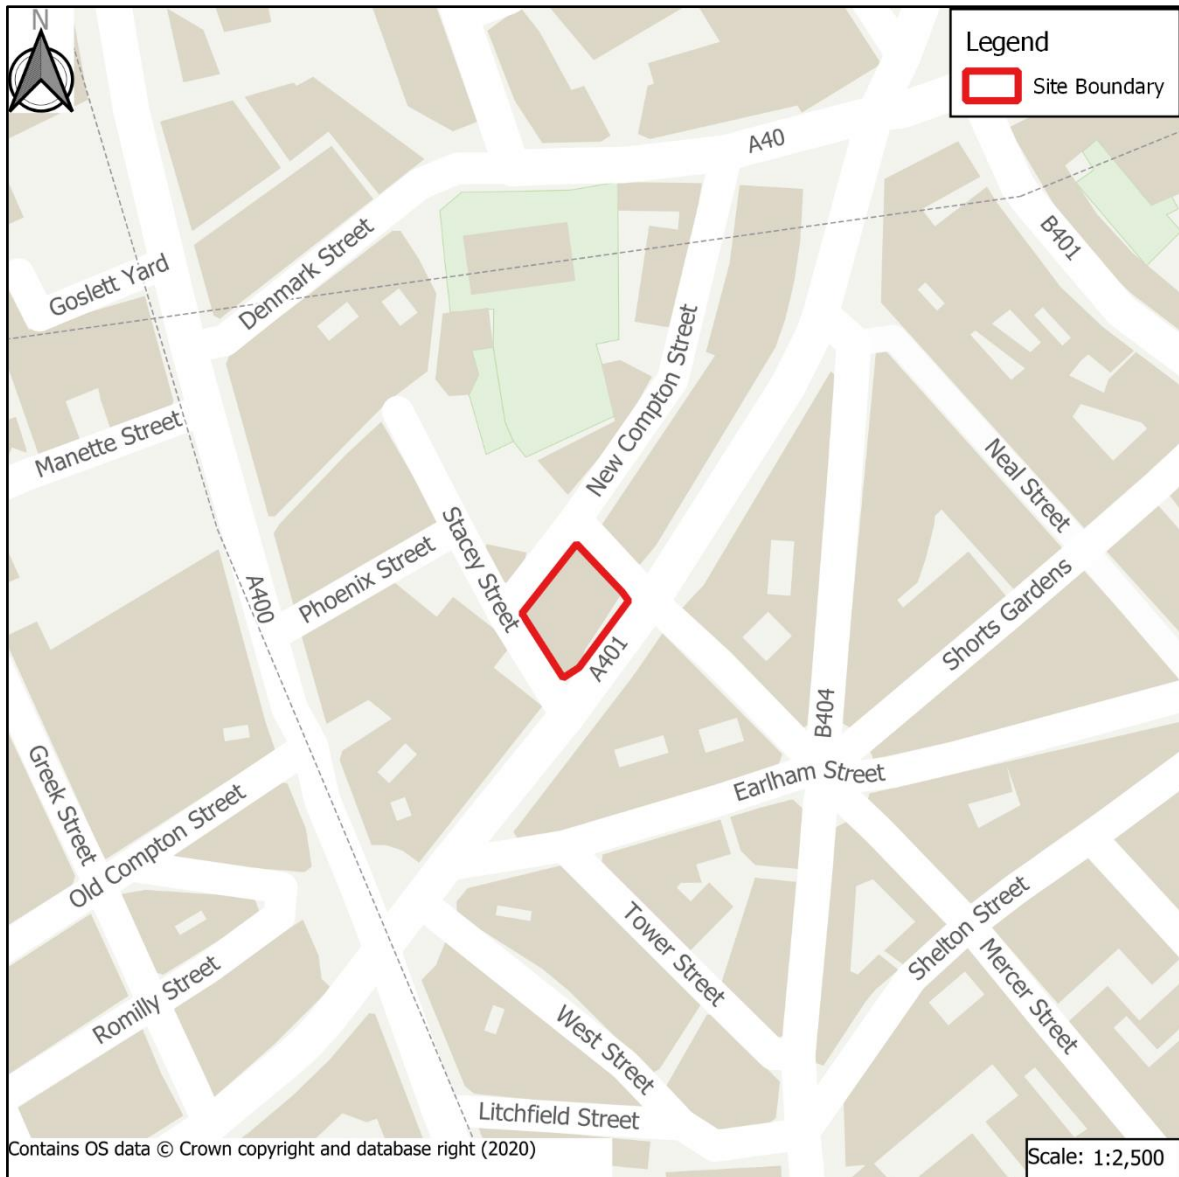 N
Legend
Site Boundary
A40
B401
Denmark Street
Goslett Yard
New Compton Street
Manette Street
Neal Street
Stacey Street
Phoenix Street
A400
Shorts Gardens
A401
B404
Earlham Street
Greek Street
Old Compton Street
Shelton Street
Tower Street
Mercer Street
Romilly Street
West Street
Litchfield Street
Contains OS data © Crown copyright and database right (2020)
Scale: 1:2,500